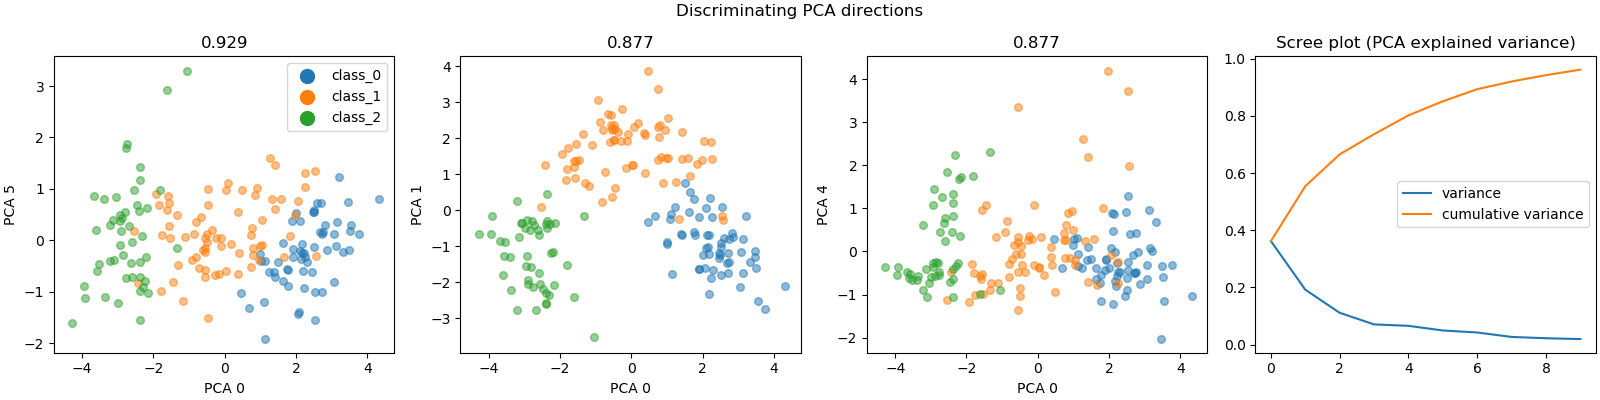 Discriminating PCA directions
0.929
class_0
class_1
class_2
3
2
1
0
−1
−2
PCA 5
−4 −2 0 2 4
PCA 0
0.877
4
3
2
1
0
−1
−2
−3
PCA 1
−4 −2 0 2 4
PCA 0
0.877
4
3
2
1
0
−1
−2
PCA 4
−4 −2 0 2 4
PCA 0
Scree plot (PCA explained variance)
1.0
0.8
0.6
0.4
0.2
0.0
variance
cumulative variance
0 2 4 6 8